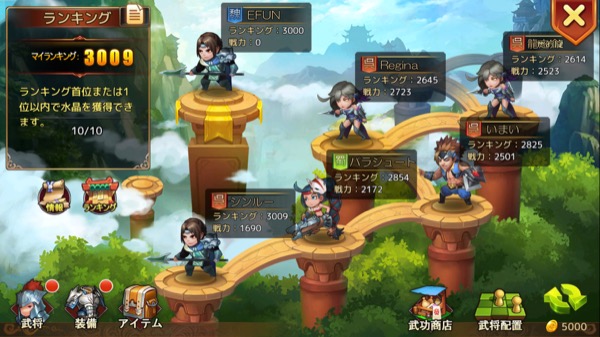 ランキング
マイランキング: 3009
ランキング首位または1
位以内で水晶を獲得できま
す。
10/10
情報
ランキング
EFUN
ランキング：3000
戦力：0
Regina
ランキング：2645
戦力：2723
ランキング：2614
戦力：2523
呉 いまい
ランキング：2825
戦力：2501
パラシュート
ランキング：2854
戦力：2172
呉 シンルー
ランキング：3009
戦力：1690
武将
装備
アイテム
武功商店
武将配置
5000